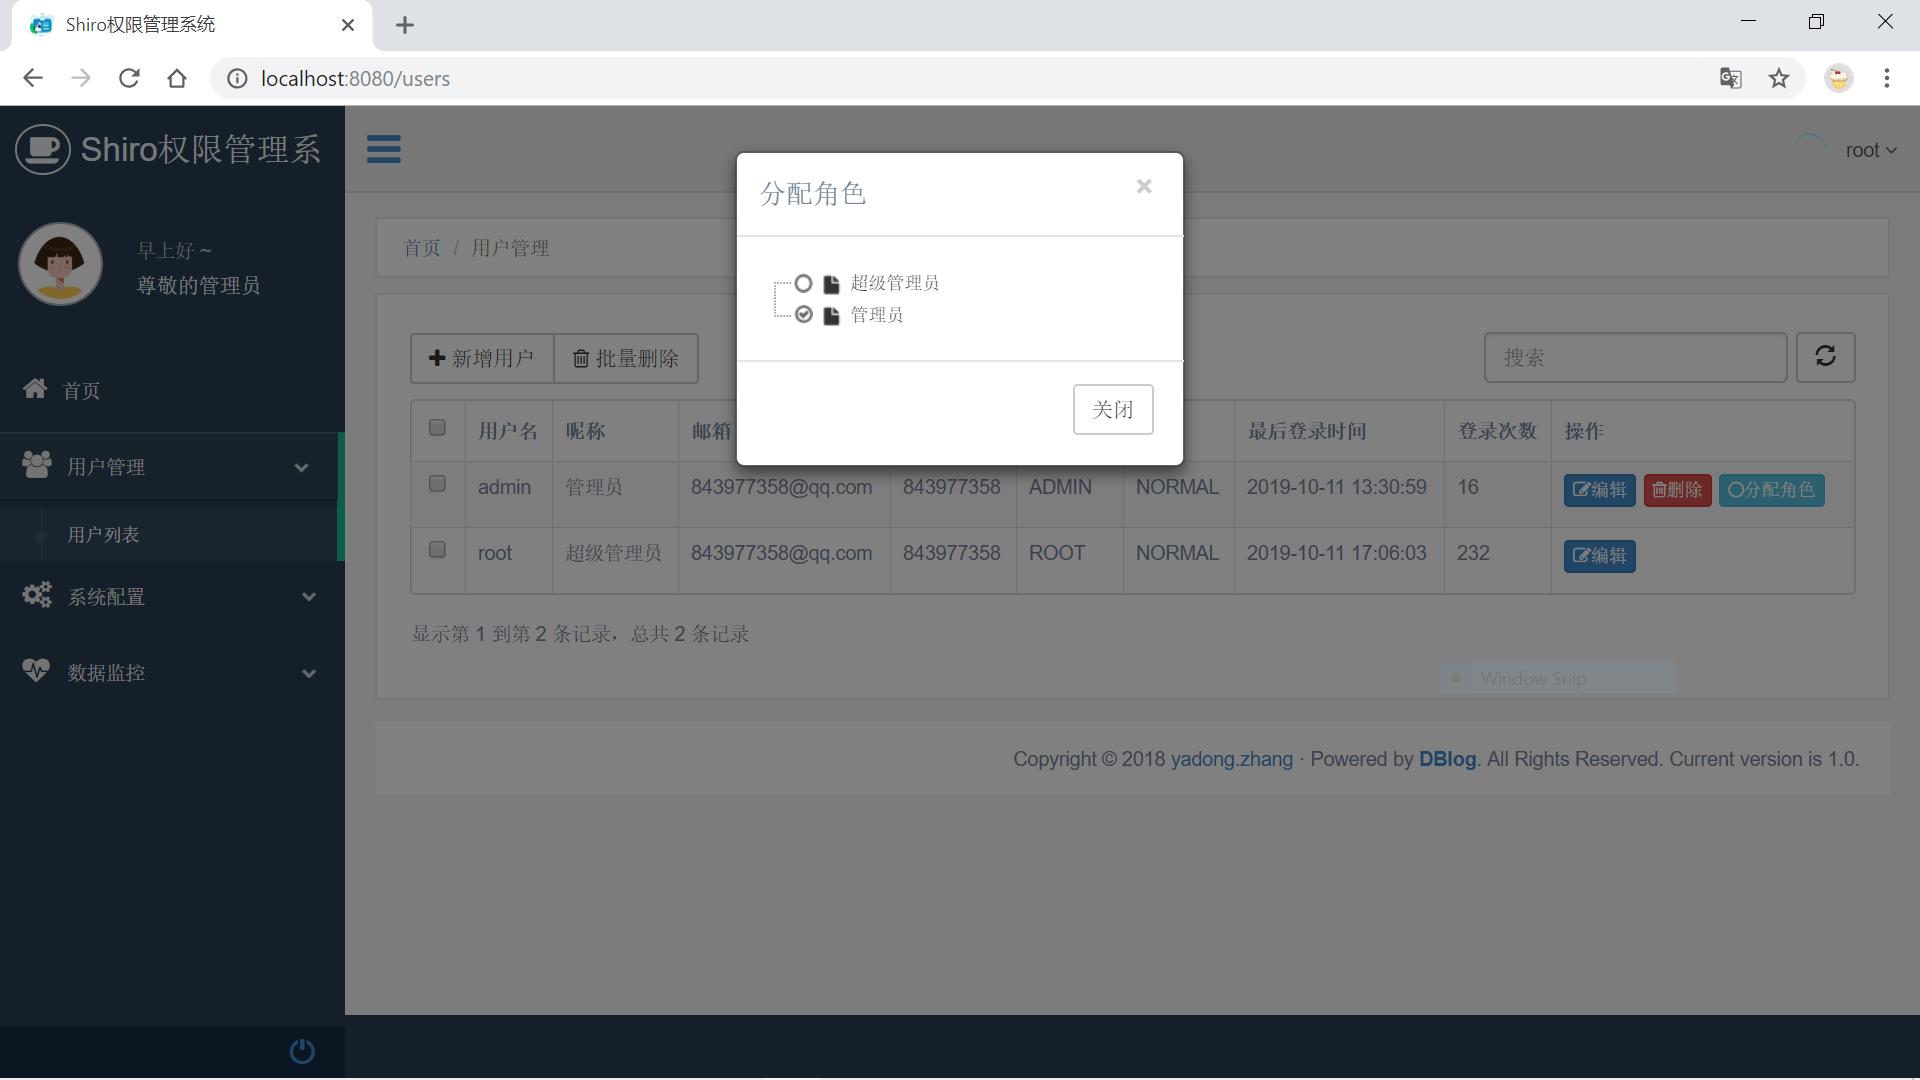 Shiro权限管理系统
localhost:8080/users
Shiro权限管理系
root
早上好 ~
尊敬的管理员
首页
用户管理
用户列表
系统配置
数据监控
首页 / 用户管理
分配角色
×
超级管理员
管理员
关闭
新增用户
批量删除
搜索
用户名 昵称 邮箱 最后登录时间 登录次数 操作
admin 管理员 843977358@qq.com 843977358 ADMIN NORMAL 2019-10-11 13:30:59 16 编辑 删除 分配角色
root 超级管理员 843977358@qq.com 843977358 ROOT NORMAL 2019-10-11 17:06:03 232 编辑
显示第 1 到第 2 条记录，总共 2 条记录
Window Snip
Copyright © 2018 yadong.zhang · Powered by DBlog. All Rights Reserved. Current version is 1.0.